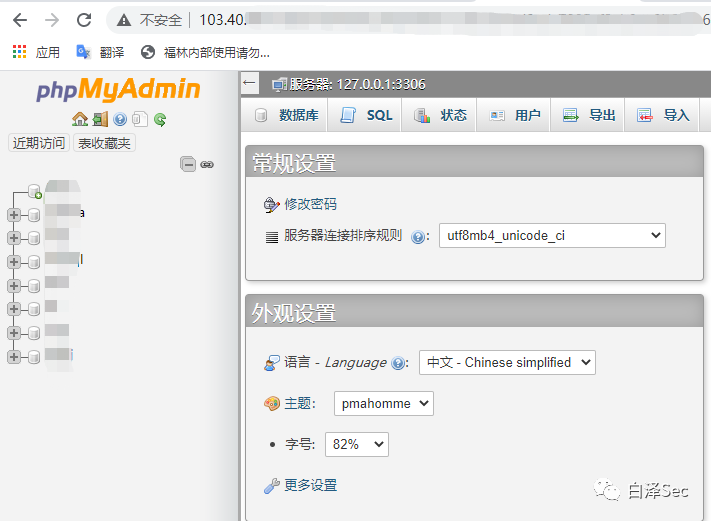 不安全 | 103.40.
应用 翻译 福林内部使用请勿...
phpMyAdmin
近期访问 表收藏夹
服务器: 127.0.0.1:3306
数据库 SQL 状态 用户 导出 导入
常规设置
修改密码
服务器连接排序规则 : utf8mb4_unicode_ci
外观设置
语言 - Language : 中文 - Chinese simplified
主题: pmahomme
字号: 82%
更多设置
白泽Sec